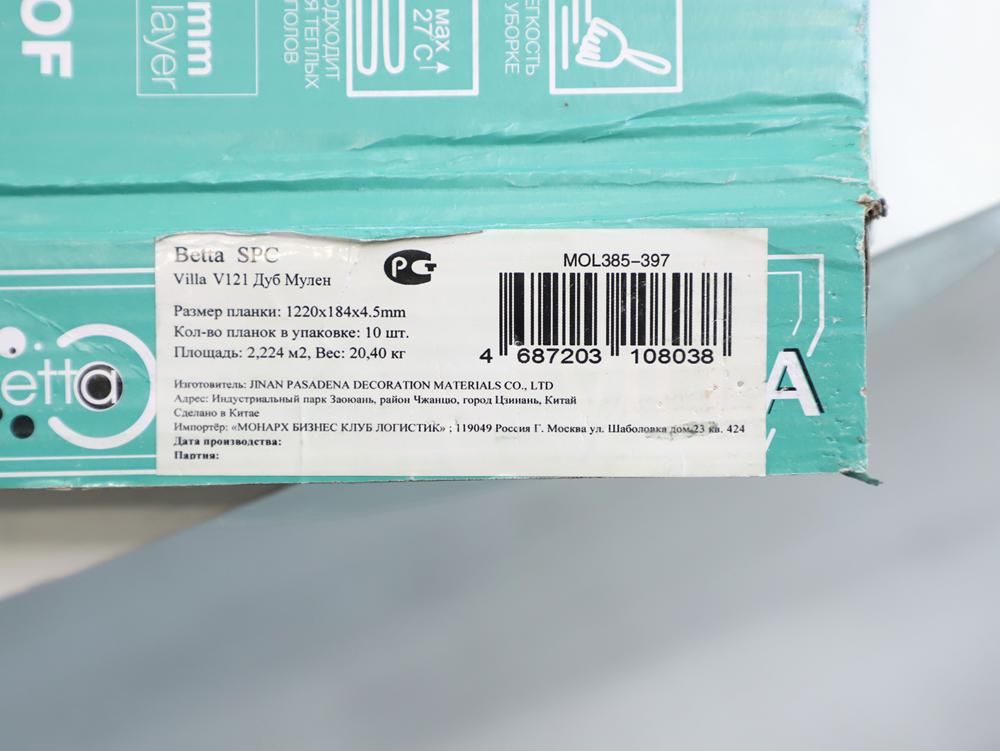 OF
mm
layer
ПОДХОДИТ
ДЛЯ ТЕПЛЫХ
ПОЛОВ
max
27°C
ЛЕГКОСТЬ
УБОРКЕ
Betta SPC
Villa V121 Дуб Мулен
Размер планки: 1220x184x4.5mm
Кол-во планок в упаковке: 10 шт.
Площадь: 2,224 м2, Вес: 20,40 кг
Изготовитель: JINAN PASADENA DECORATION MATERIALS CO., LTD
Адрес: Индустриальный парк Заоюань, район Чжанцю, город Цзинань, Китай
Сделано в Китае
Импортёр: «МОНАРХ БИЗНЕС КЛУБ ЛОГИСТИК» ; 119049 Россия Г. Москва ул. Шаболовка дом.23 кв. 424
Дата производства:
Партия:
РСТ
MOL385-397
4 687203 108038
etta
A